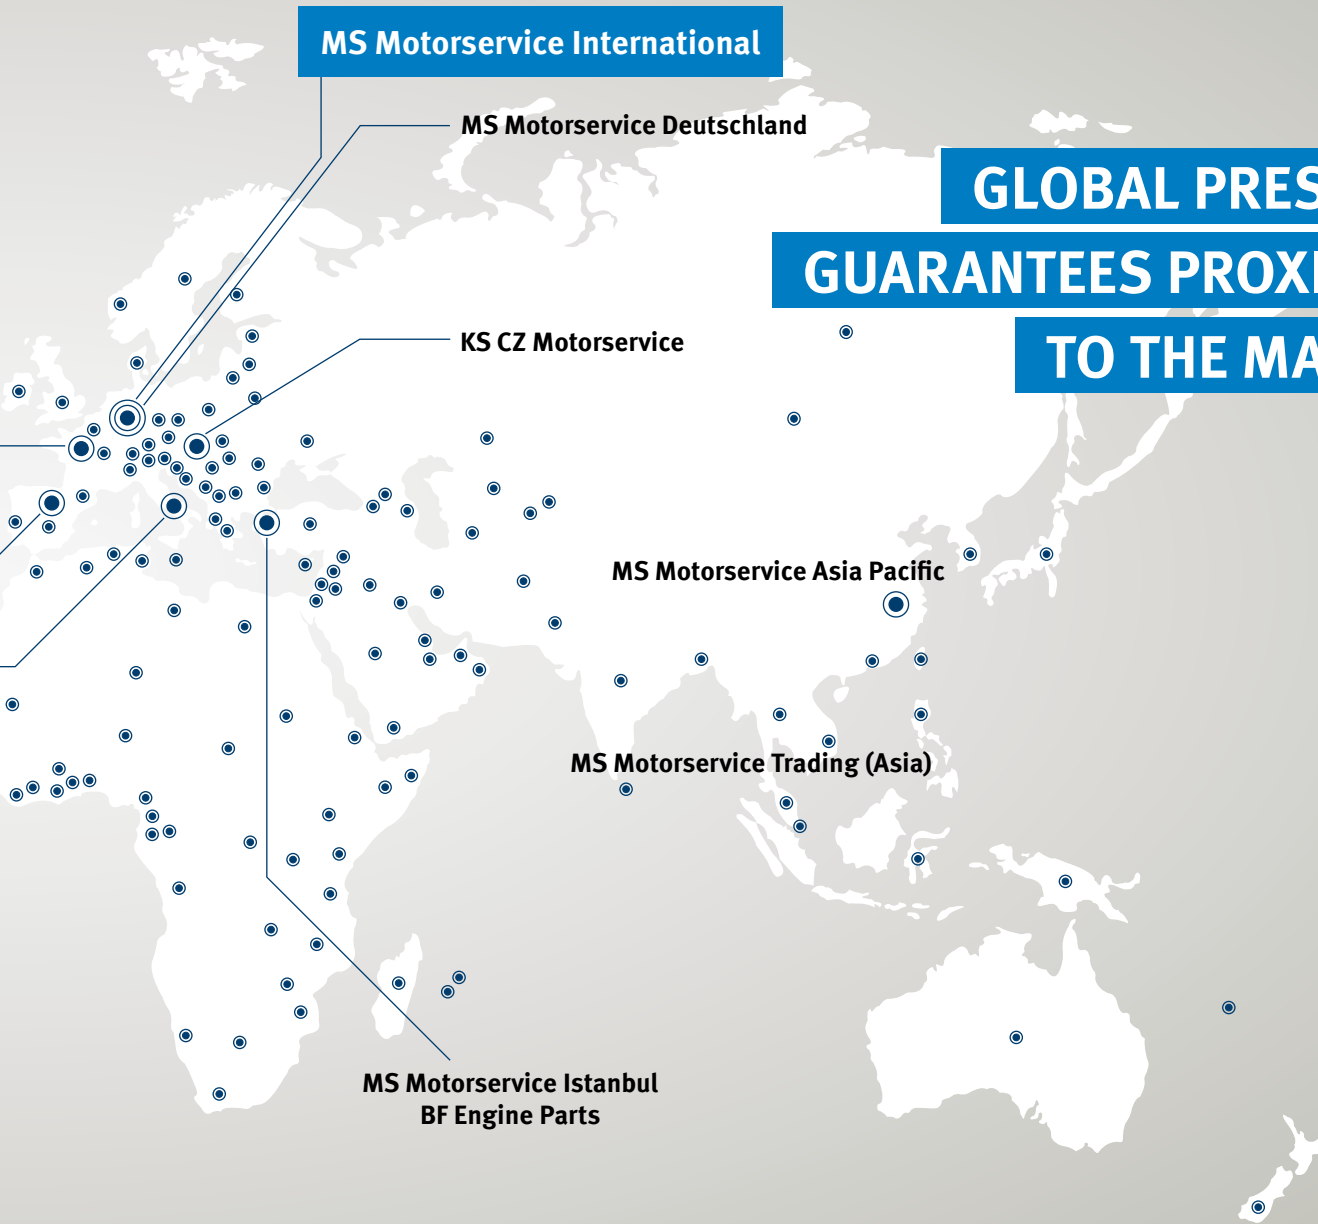 MS Motorservice International
MS Motorservice Deutschland
GLOBAL PRES
GUARANTEES PROXI
TO THE MA
KS CZ Motorservice
MS Motorservice Asia Pacific
MS Motorservice Trading (Asia)
MS Motorservice Istanbul
BF Engine Parts